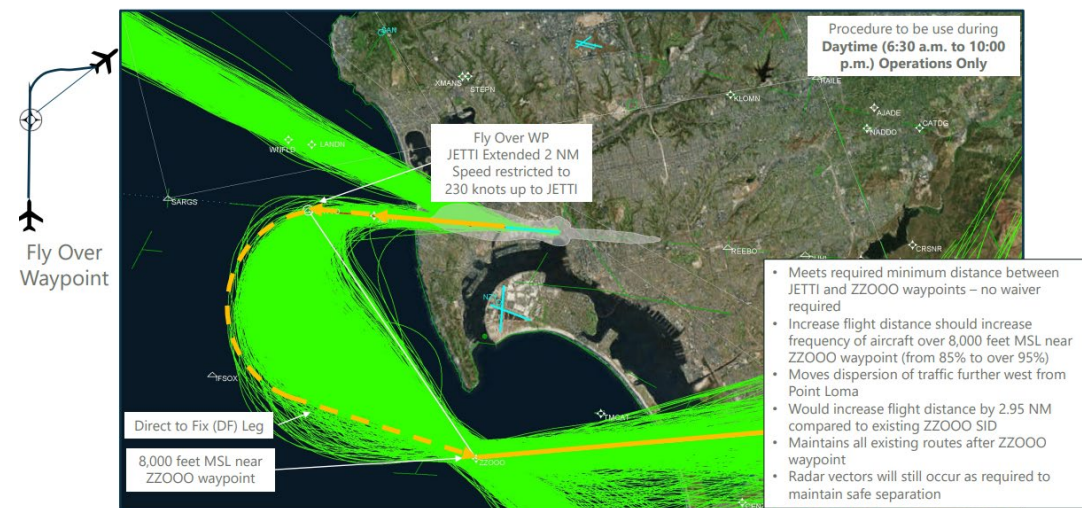 Procedure to be use during
Daytime (6:30 a.m. to 10:00
p.m.) Operations Only
XMANS
STEPN
KLOMN
AJADE
NADDO
CATDG
WNFLD
LANDN
Fly Over WP
JETTI Extended 2 NM
Speed restricted to
230 knots up to JETTI
SARGS
Fly Over
Waypoint
REEBO
CRSNR
• Meets required minimum distance between
JETTI and ZZOOO waypoints – no waiver
required
• Increase flight distance should increase
frequency of aircraft over 8,000 feet MSL near
ZZOOO waypoint (from 85% to over 95%)
• Moves dispersion of traffic further west from
Point Loma
• Would increase flight distance by 2.95 NM
compared to existing ZZOOO SID
• Maintains all existing routes after ZZOOO
waypoint
• Radar vectors will still occur as required to
maintain safe separation
IFSOX
Direct to Fix (DF) Leg
8,000 feet MSL near
ZZOOO waypoint
ZZOOO